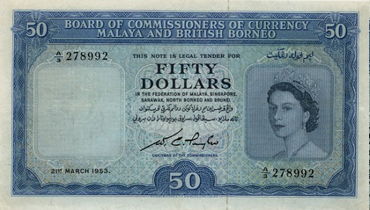 BOARD OF COMMISSIONERS OF CURRENCY
MALAYA AND BRITISH BORNEO
50
50
A/3 278992
THIS NOTE IS LEGAL TENDER FOR
FIFTY
DOLLARS
IN THE FEDERATION OF MALAYA, SINGAPORE,
SARAWAK, NORTH BORNEO AND BRUNEI.
CHAIRMAN OF THE COMMISSIONERS
21ST MARCH 1953.
50
A/3 278992